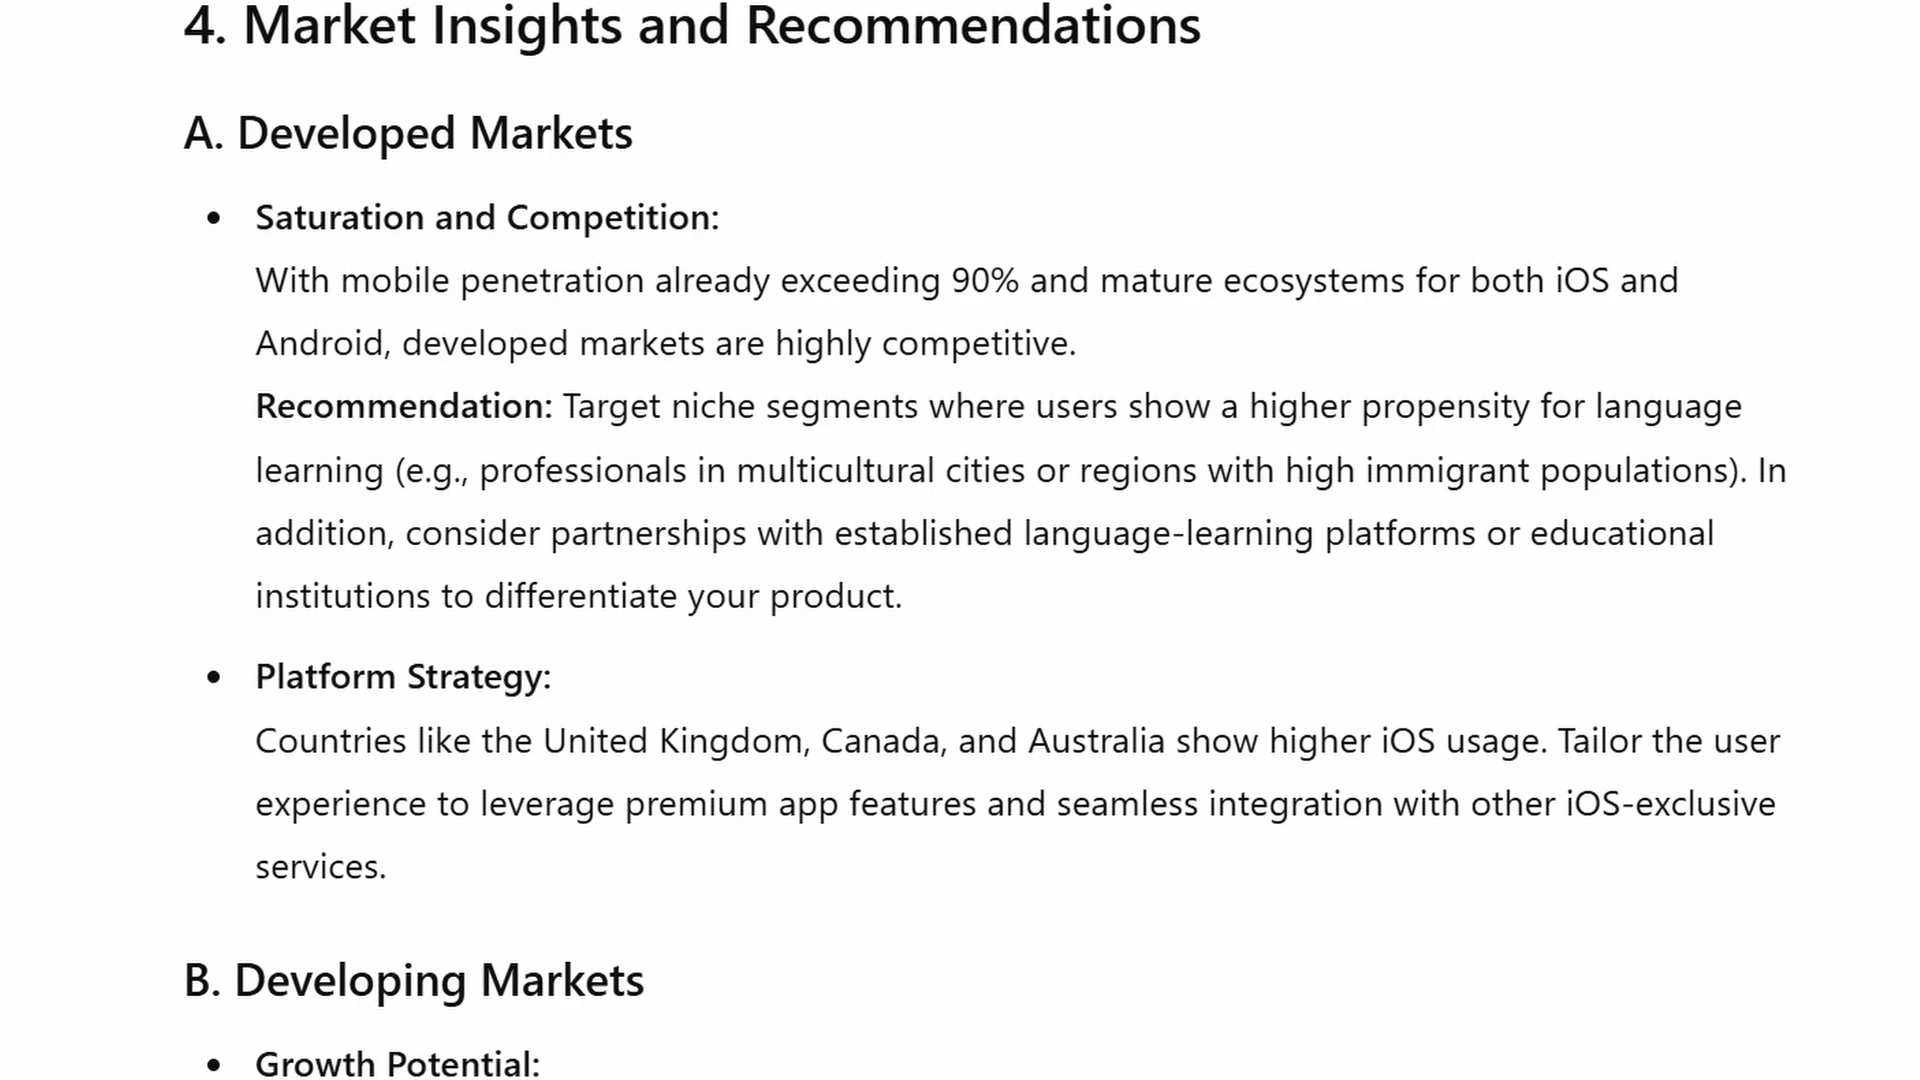 4. Market Insights and Recommendations
A. Developed Markets
• Saturation and Competition:
With mobile penetration already exceeding 90% and mature ecosystems for both iOS and
Android, developed markets are highly competitive.
Recommendation: Target niche segments where users show a higher propensity for language
learning (e.g., professionals in multicultural cities or regions with high immigrant populations). In
addition, consider partnerships with established language-learning platforms or educational
institutions to differentiate your product.
• Platform Strategy:
Countries like the United Kingdom, Canada, and Australia show higher iOS usage. Tailor the user
experience to leverage premium app features and seamless integration with other iOS-exclusive
services.
B. Developing Markets
• Growth Potential: